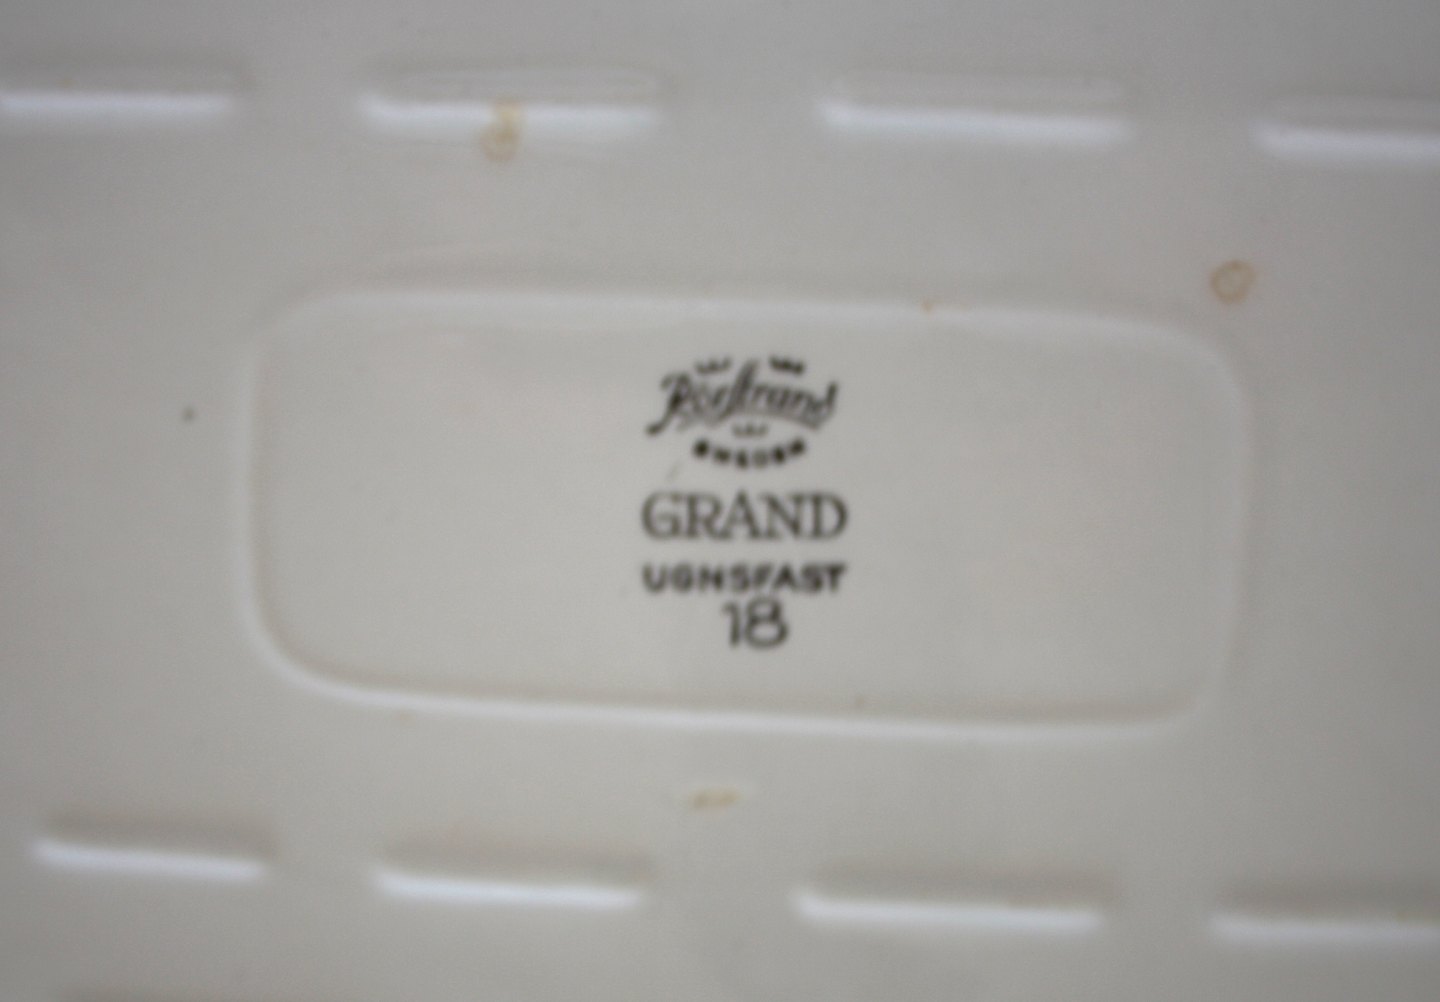 Rörstrand
SWEDEN
GRAND
UGNSFAST
18